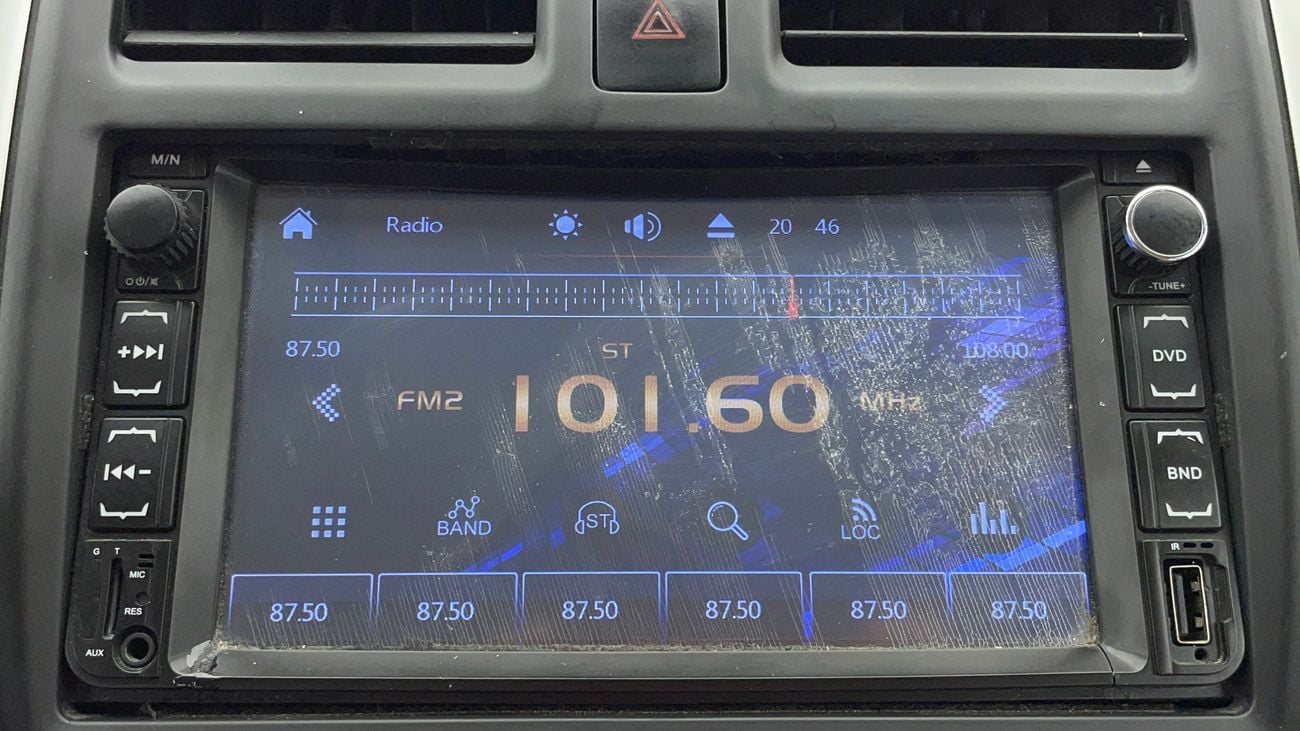 M/N
Radio 20 46
87.50 ST 108.00
FM2 101.60 MHz
BAND ST LOC
87.50 87.50 87.50 87.50 87.50 87.50
-TUNE+
DVD
BND
G T
MIC
RES
AUX
IR